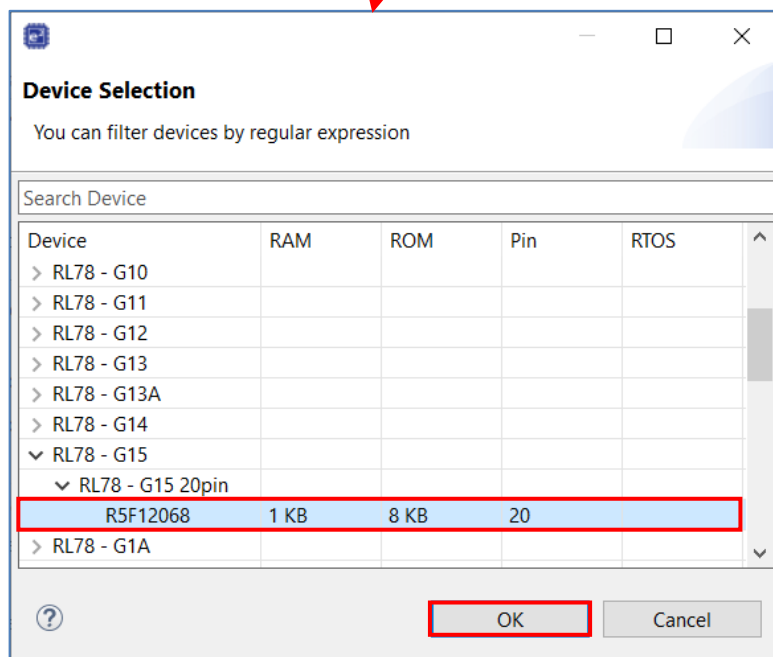 Device Selection
You can filter devices by regular expression
Search Device
Device RAM ROM Pin RTOS
RL78 - G10
RL78 - G11
RL78 - G12
RL78 - G13
RL78 - G13A
RL78 - G14
RL78 - G15
RL78 - G15 20pin
R5F12068 1 KB 8 KB 20
RL78 - G1A
? OK Cancel